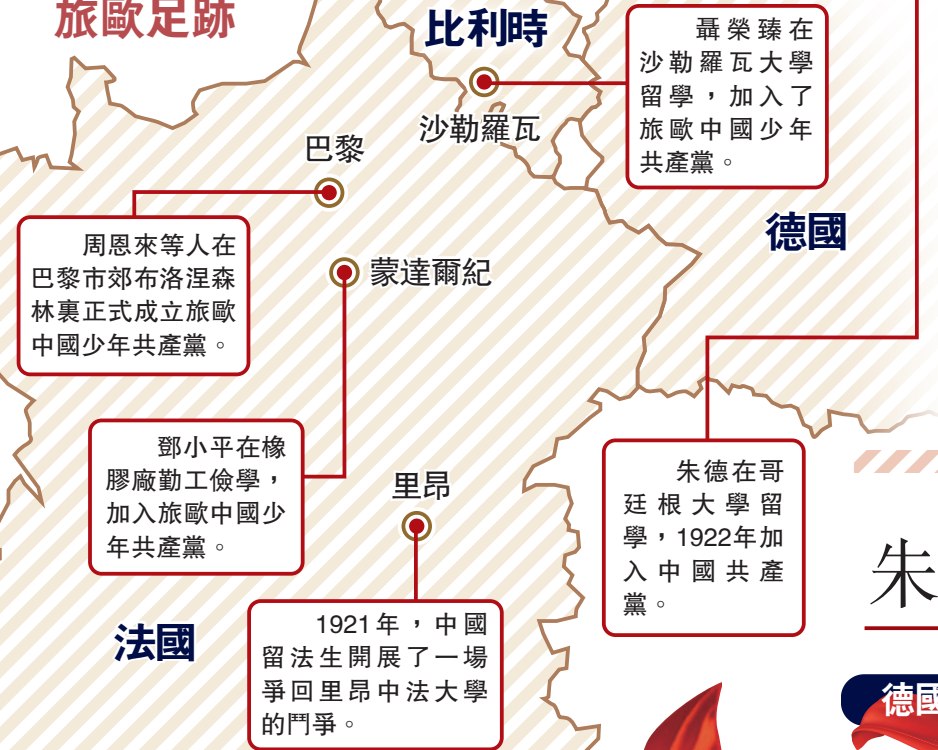 旅歐足跡
比利時
沙勒羅瓦
聶榮臻在
沙勒羅瓦大學
留學，加入了
旅歐中國少年
共產黨。
巴黎
周恩來等人在
巴黎市郊布洛涅森
林裏正式成立旅歐
中國少年共產黨。
德國
蒙達爾紀
鄧小平在橡
膠廠勤工儉學，
加入旅歐中國少
年共產黨。
里昂
1921年，中國
留法生開展了一場
爭回里昂中法大學
的鬥爭。
法國
朱德在哥
廷根大學留
學，1922年加
入中國共產
黨。
朱
德國